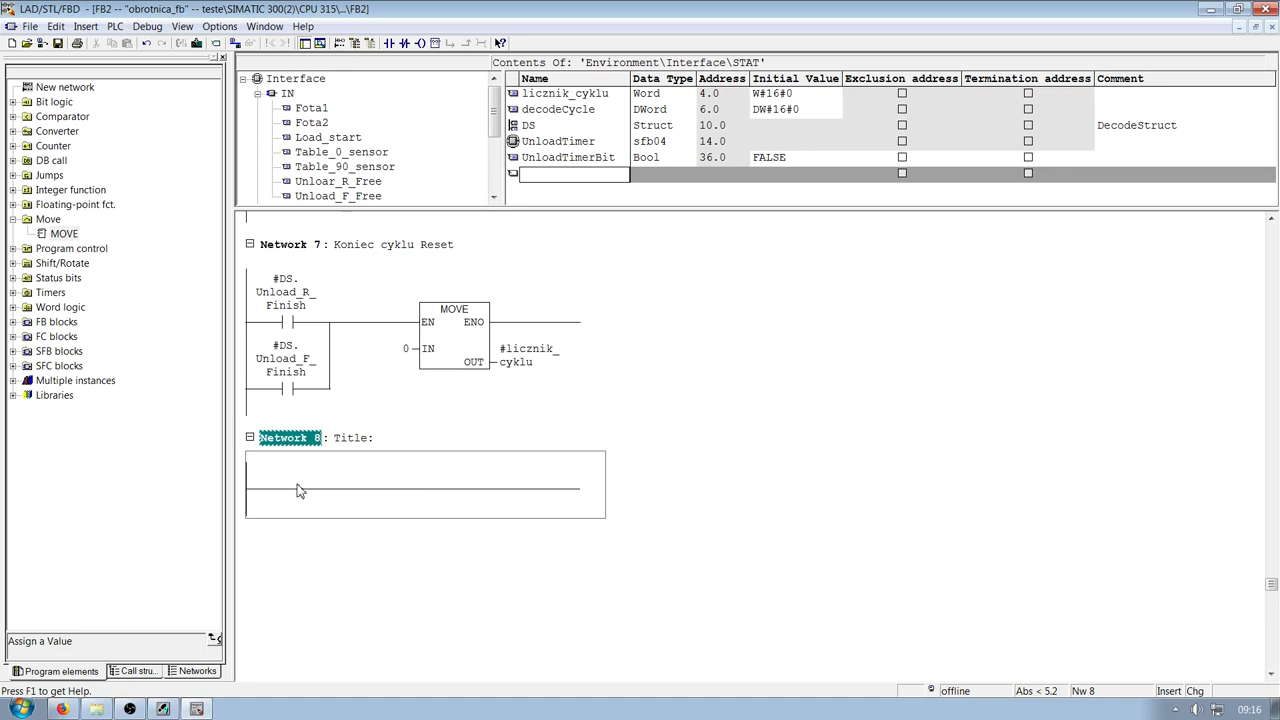 LAD/STL/FBD - [FB2 -- "obrotnica_fb" -- teste\SIMATIC 300(2)\CPU 315\...\FB2]
File Edit Insert PLC Debug View Options Window Help
New network
Bit logic
Comparator
Converter
Counter
DB call
Jumps
Integer function
Floating-point fct.
Move
MOVE
Program control
Shift/Rotate
Status bits
Timers
Word logic
FB blocks
FC blocks
SFB blocks
SFC blocks
Multiple instances
Libraries
Assign a Value
Program elements Call stru... Networks
Contents Of: 'Environment\Interface\STAT'
Interface
IN
Fota1
Fota2
Load_start
Table_0_sensor
Table_90_sensor
Unloar_R_Free
Unload_F_Free
Name Data Type Address Initial Value Exclusion address Termination address Comment
licznik_cyklu Word 4.0 W#16#0
decodeCycle DWord 6.0 DW#16#0
DS Struct 10.0 DecodeStruct
UnloadTimer sfb04 14.0
UnloadTimerBit Bool 36.0 FALSE
Network 7: Koniec cyklu Reset
#DS.
Unload_R_
Finish
MOVE
EN ENO
#DS.
Unload_F_
Finish
0 IN
OUT
#licznik_
cyklu
Network 8: Title:
Press F1 to get Help.
offline Abs < 5.2 Nw 8 Insert Chg
09:16